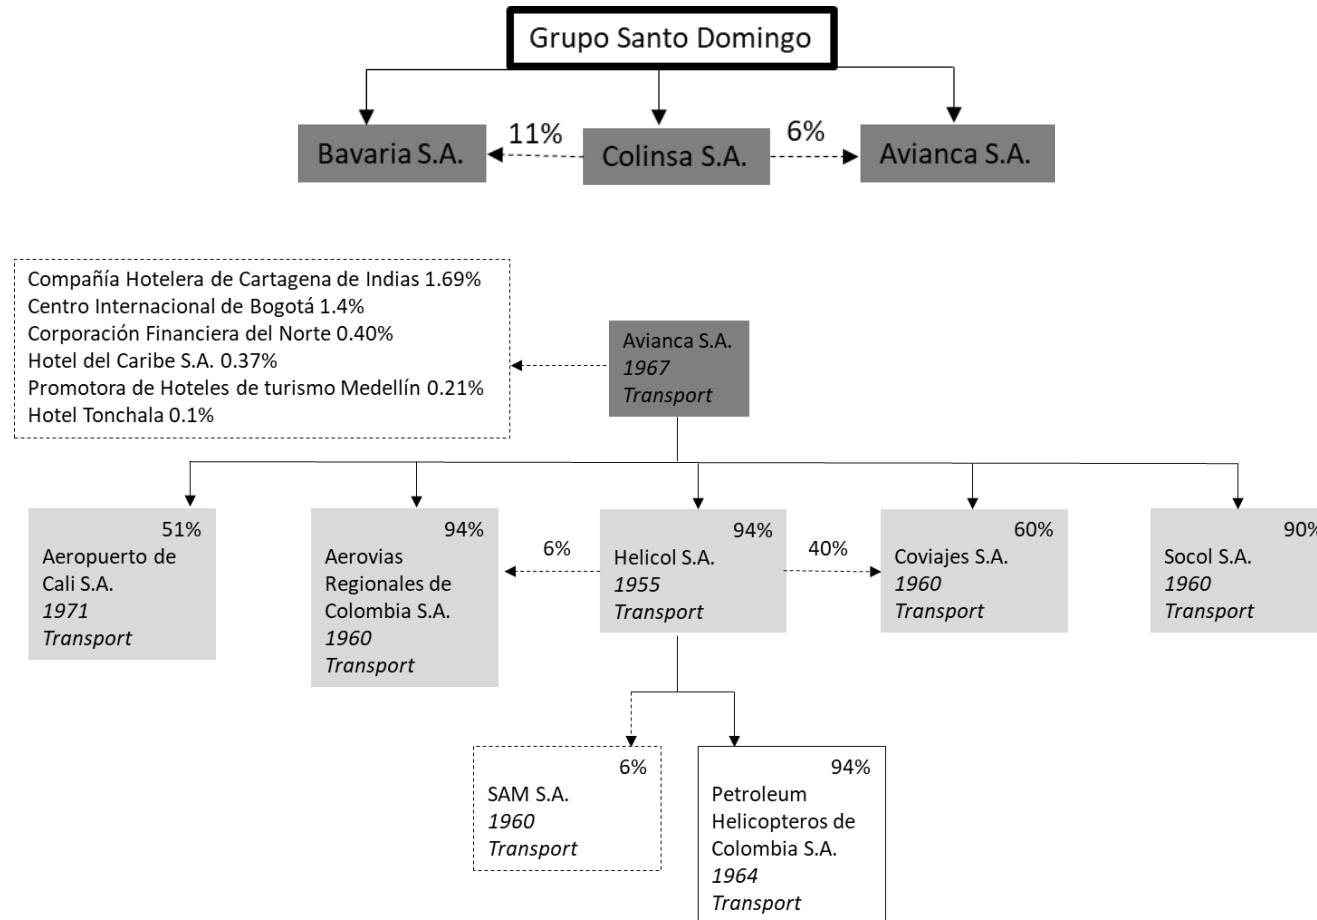 Grupo Santo Domingo
Bavaria S.A.
11%
Colinsa S.A.
6%
Avianca S.A.
Compañía Hotelera de Cartagena de Indias 1.69%
Centro Internacional de Bogotá 1.4%
Corporación Financiera del Norte 0.40%
Hotel del Caribe S.A. 0.37%
Promotora de Hoteles de turismo Medellín 0.21%
Hotel Tonchala 0.1%
Avianca S.A.
1967
Transport
51%
Aeropuerto de
Cali S.A.
1971
Transport
94%
Aerovias
Regionales de
Colombia S.A.
1960
Transport
6%
94%
Helicol S.A.
1955
Transport
40%
60%
Coviajes S.A.
1960
Transport
90%
Socol S.A.
1960
Transport
6%
SAM S.A.
1960
Transport
94%
Petroleum
Helicopteros de
Colombia S.A.
1964
Transport